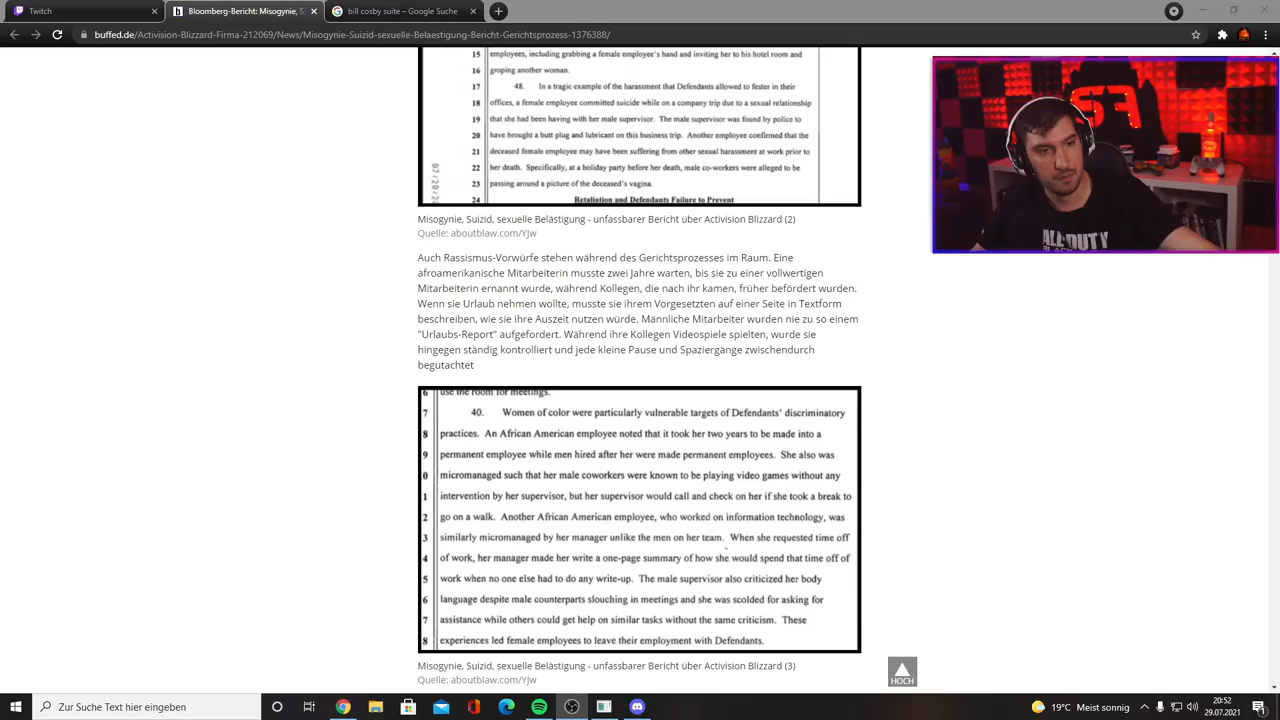 Twitch
Bloomberg-Bericht: Misogynie, S
bill cosby suite – Google Suche
buffed.de/Activision-Blizzard-Firma-212069/News/Misogynie-Suizid-sexuelle-Belaestigung-Bericht-Gerichtsprozess-1376388/
15 employees, including grabbing a female employee's hand and inviting her to his hotel room and
16 groping another woman.
17 48. In a tragic example of the harassment that Defendants allowed to fester in their
18 offices, a female employee committed suicide while on a company trip due to a sexual relationship
19 that she had been having with her male supervisor. The male supervisor was found by police to
20 have brought a butt plug and lubricant on this business trip. Another employee confirmed that the
21 deceased female employee may have been suffering from other sexual harassment at work prior to
22 her death. Specifically, at a holiday party before her death, male co-workers were alleged to be
23 passing around a picture of the deceased's vagina.
24 Retaliation and Defendants Failure to Prevent
Misogynie, Suizid, sexuelle Belästigung - unfassbarer Bericht über Activision Blizzard (2)
Quelle: aboutblaw.com/YJw
Auch Rassismus-Vorwürfe stehen während des Gerichtsprozesses im Raum. Eine
afroamerikanische Mitarbeiterin musste zwei Jahre warten, bis sie zu einer vollwertigen
Mitarbeiterin ernannt wurde, während Kollegen, die nach ihr kamen, früher befördert wurden.
Wenn sie Urlaub nehmen wollte, musste sie ihrem Vorgesetzten auf einer Seite in Textform
beschreiben, wie sie ihre Auszeit nutzen würde. Männliche Mitarbeiter wurden nie zu so einem
"Urlaubs-Report" aufgefordert. Während ihre Kollegen Videospiele spielten, wurde sie
hingegen ständig kontrolliert und jede kleine Pause und Spaziergänge zwischendurch
begutachtet
6 use the room for meetings.
7 40. Women of color were particularly vulnerable targets of Defendants' discriminatory
8 practices. An African American employee noted that it took her two years to be made into a
9 permanent employee while men hired after her were made permanent employees. She also was
0 micromanaged such that her male coworkers were known to be playing video games without any
1 intervention by her supervisor, but her supervisor would call and check on her if she took a break to
2 go on a walk. Another African American employee, who worked on information technology, was
3 similarly micromanaged by her manager unlike the men on her team. When she requested time off
4 of work, her manager made her write a one-page summary of how she would spend that time off of
5 work when no one else had to do any write-up. The male supervisor also criticized her body
6 language despite male counterparts slouching in meetings and she was scolded for asking for
7 assistance while others could get help on similar tasks without the same criticism. These
8 experiences led female employees to leave their employment with Defendants.
Misogynie, Suizid, sexuelle Belästigung - unfassbarer Bericht über Activision Blizzard (3)
Quelle: aboutblaw.com/YJw
HOCH
Zur Suche Text hier eingeben
19°C Meist sonnig
20:52
29.07.2021